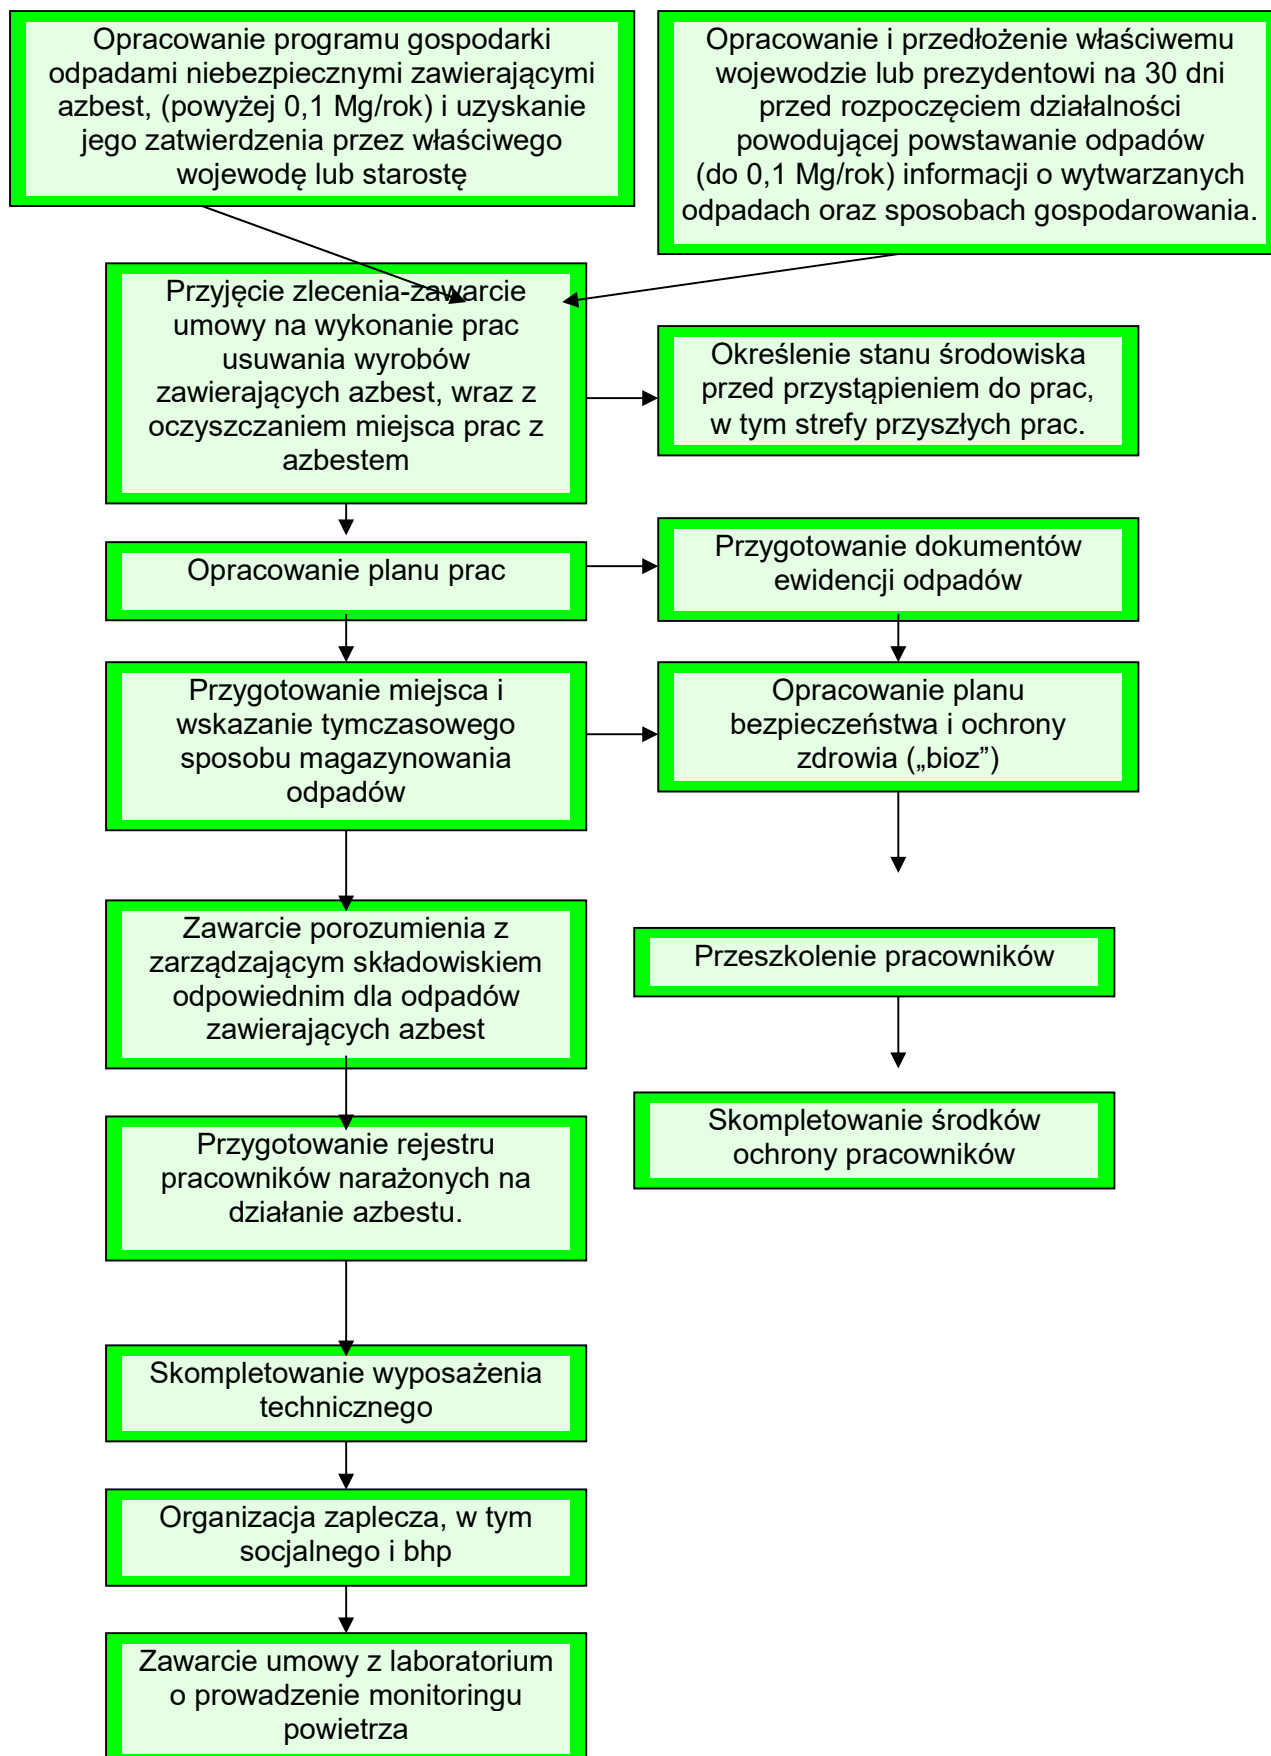 Opracowanie programu gospodarki
odpadami niebezpiecznymi zawierającymi
azbest, (powyżej 0,1 Mg/rok) i uzyskanie
jego zatwierdzenia przez właściwego
wojewodę lub starostę
Opracowanie i przedłożenie właściwemu
wojewodzie lub prezydentowi na 30 dni
przed rozpoczęciem działalności
powodującej powstawanie odpadów
(do 0,1 Mg/rok) informacji o wytwarzanych
odpadach oraz sposobach gospodarowania.
Przyjęcie zlecenia-zawarcie
umowy na wykonanie prac
usuwania wyrobów
zawierających azbest, wraz z
oczyszczaniem miejsca prac z
azbestem
Określenie stanu środowiska
przed przystąpieniem do prac,
w tym strefy przyszłych prac.
Opracowanie planu prac
Przygotowanie dokumentów
ewidencji odpadów
Przygotowanie miejsca i
wskazanie tymczasowego
sposobu magazynowania
odpadów
Opracowanie planu
bezpieczeństwa i ochrony
zdrowia („bioz”)
Zawarcie porozumienia z
zarządzającym składowiskiem
odpowiednim dla odpadów
zawierających azbest
Przeszkolenie pracowników
Przygotowanie rejestru
pracowników narażonych na
działanie azbestu.
Skompletowanie środków
ochrony pracowników
Skompletowanie wyposażenia
technicznego
Organizacja zaplecza, w tym
socjalnego i bhp
Zawarcie umowy z laboratorium
o prowadzenie monitoringu
powietrza